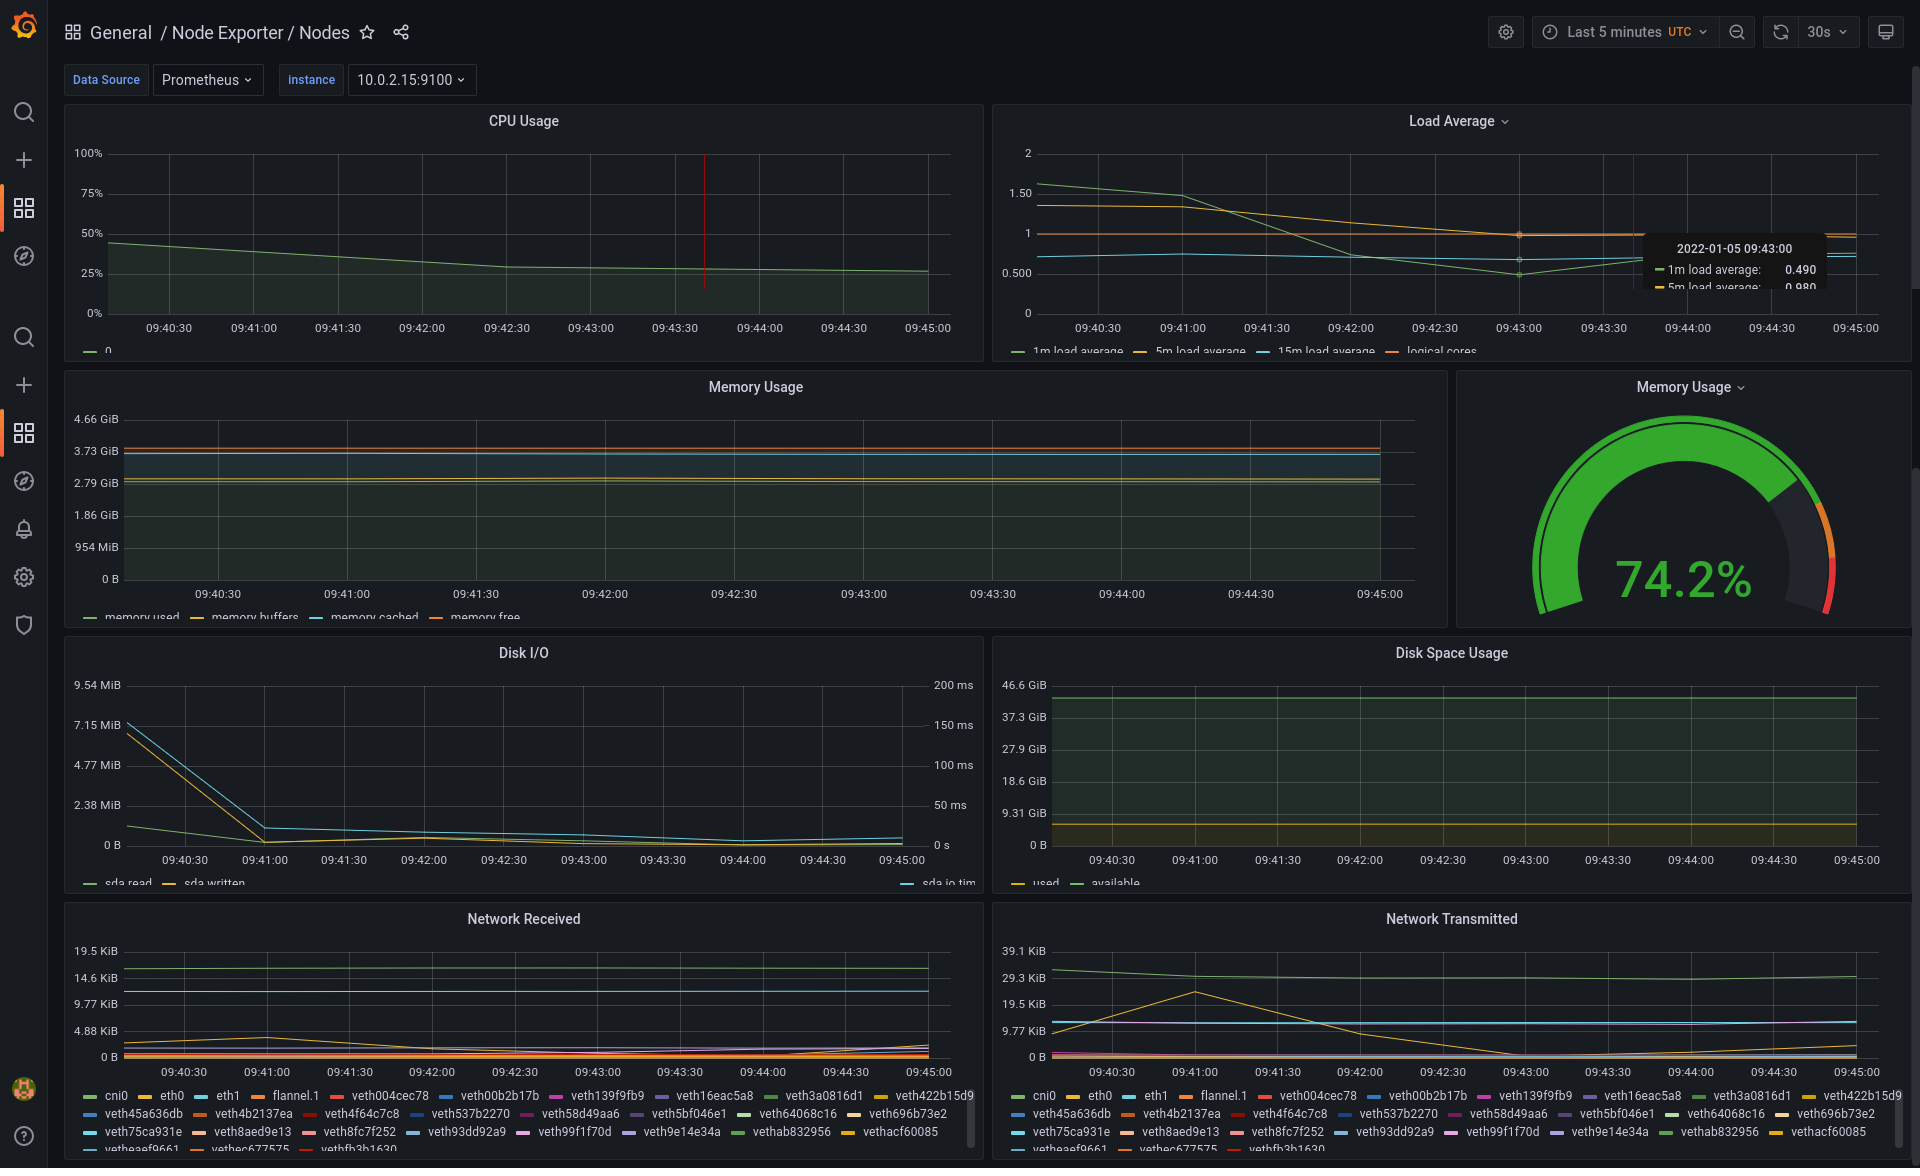 General / Node Exporter / Nodes
Last 5 minutes UTC
30s
Data Source Prometheus instance 10.0.2.15:9100
CPU Usage
100%
75%
50%
25%
0%
09:40:30 09:41:00 09:41:30 09:42:00 09:42:30 09:43:00 09:43:30 09:44:00 09:44:30 09:45:00
0
Load Average
2
1.50
1
0.500
0
2022-01-05 09:43:00
1m load average: 0.490
5m load average: 0.980
09:40:30 09:41:00 09:41:30 09:42:00 09:42:30 09:43:00 09:43:30 09:44:00 09:44:30 09:45:00
1m load average 5m load average 15m load average logical cores
Memory Usage
4.66 GiB
3.73 GiB
2.79 GiB
1.86 GiB
954 MiB
0 B
09:40:30 09:41:00 09:41:30 09:42:00 09:42:30 09:43:00 09:43:30 09:44:00 09:44:30 09:45:00
memory used memory buffers memory cached memory free
Memory Usage
74.2%
Disk I/O
9.54 MiB
7.15 MiB
4.77 MiB
2.38 MiB
0 B
200 ms
150 ms
100 ms
50 ms
0 s
09:40:30 09:41:00 09:41:30 09:42:00 09:42:30 09:43:00 09:43:30 09:44:00 09:44:30 09:45:00
sda read sda written sda io tim
Disk Space Usage
46.6 GiB
37.3 GiB
27.9 GiB
18.6 GiB
9.31 GiB
0 B
09:40:30 09:41:00 09:41:30 09:42:00 09:42:30 09:43:00 09:43:30 09:44:00 09:44:30 09:45:00
used available
Network Received
19.5 KiB
14.6 KiB
9.77 KiB
4.88 KiB
0 B
09:40:30 09:41:00 09:41:30 09:42:00 09:42:30 09:43:00 09:43:30 09:44:00 09:44:30 09:45:00
cni0 eth0 eth1 flannel.1 veth004cec78 veth00b2b17b veth139f9fb9 veth16eac5a8 veth3a0816d1 veth422b15d9
veth45a636db veth4b2137ea veth4f64c7c8 veth537b2270 veth58d49aa6 veth5bf046e1 veth64068c16 veth696b73e2
veth75ca931e veth8aed9e13 veth8fc7f252 veth93dd92a9 veth99f1f70d veth9e14e34a vethab832956 vethacf60085
vetheaef9661 vethec677575 vethfb3b1630
Network Transmitted
39.1 KiB
29.3 KiB
19.5 KiB
9.77 KiB
0 B
09:40:30 09:41:00 09:41:30 09:42:00 09:42:30 09:43:00 09:43:30 09:44:00 09:44:30 09:45:00
cni0 eth0 eth1 flannel.1 veth004cec78 veth00b2b17b veth139f9fb9 veth16eac5a8 veth3a0816d1 veth422b15d9
veth45a636db veth4b2137ea veth4f64c7c8 veth537b2270 veth58d49aa6 veth5bf046e1 veth64068c16 veth696b73e2
veth75ca931e veth8aed9e13 veth8fc7f252 veth93dd92a9 veth99f1f70d veth9e14e34a vethab832956 vethacf60085
vetheaef9661 vethec677575 vethfb3b1630